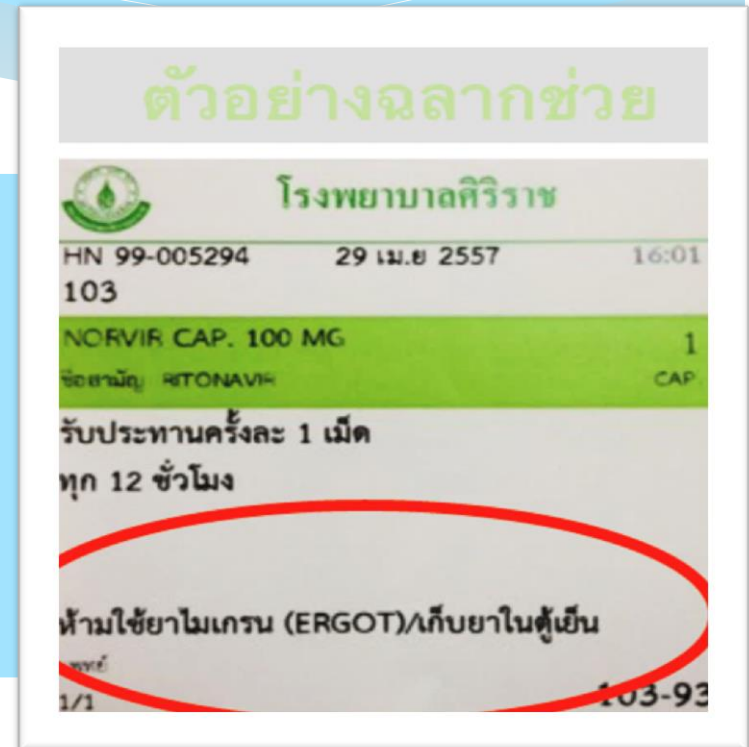 ตัวอย่างฉลากช่วย
โรงพยาบาลศิริราช
HN 99-005294 29 เม.ย 2557 16:01
103
NORVIR CAP. 100 MG 1
ชื่อสามัญ RITONAVIR CAP
รับประทานครั้งละ 1 เม็ด
ทุก 12 ชั่วโมง
ห้ามใช้ยาไมเกรน (ERGOT)/เก็บยาในตู้เย็น
แพทย์
1/1 103-93